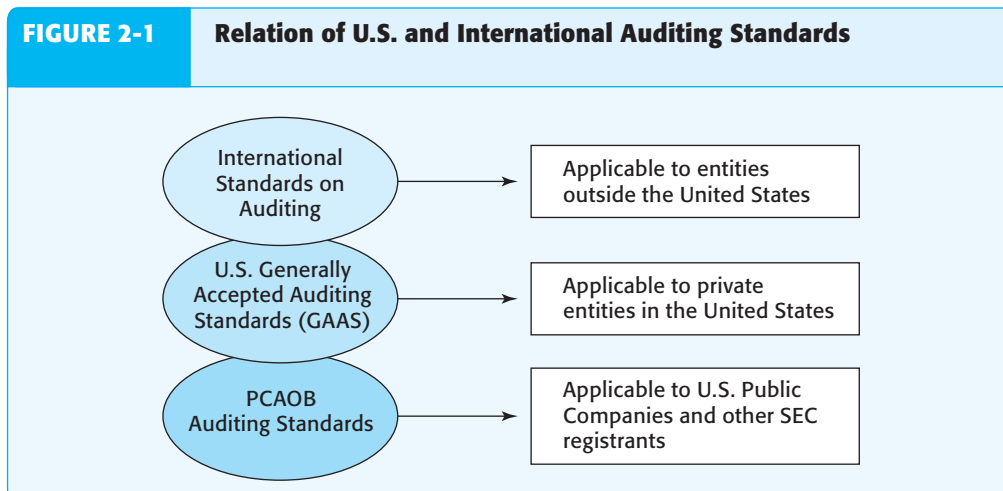 FIGURE 2-1
Relation of U.S. and International Auditing Standards
International
Standards on
Auditing
Applicable to entities
outside the United States
U.S. Generally
Accepted Auditing
Standards (GAAS)
Applicable to private
entities in the United States
PCAOB
Auditing Standards
Applicable to U.S. Public
Companies and other SEC
registrants